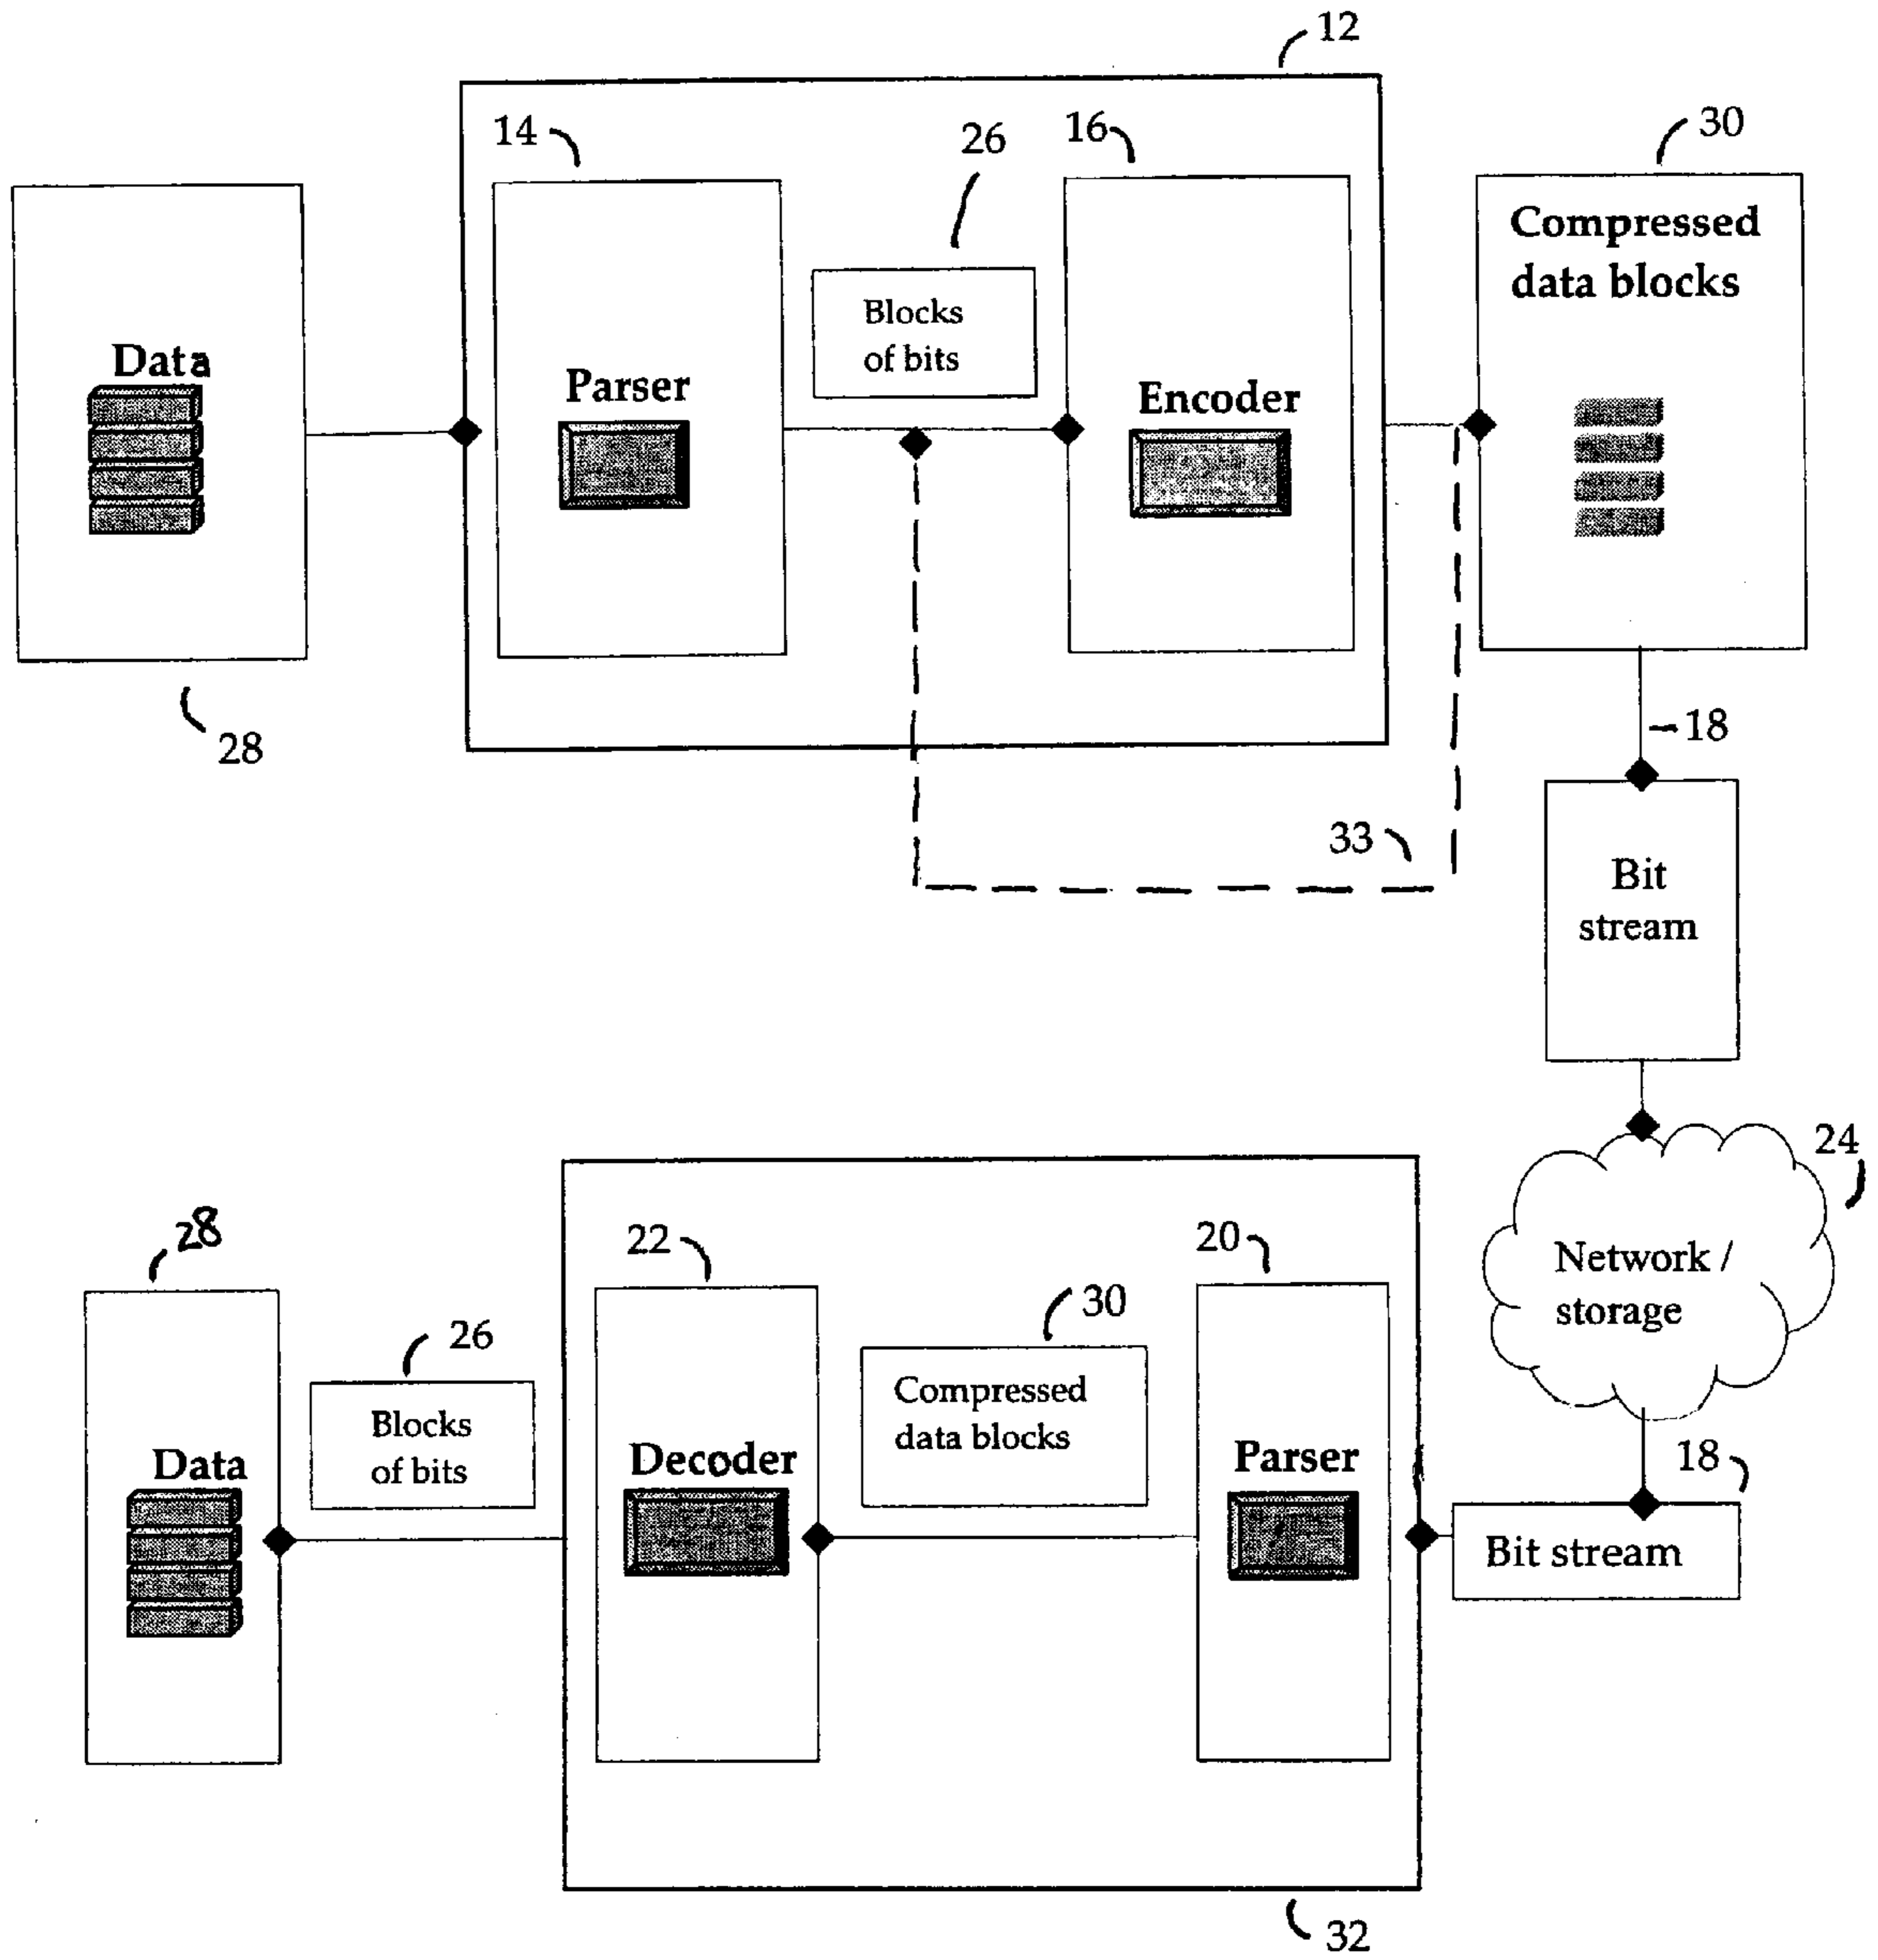 12
14
26
16
30
Compressed
data blocks
Blocks
of bits
Data
Parser
Encoder
28
18
33
Bit
stream
24
28
22
20
Network /
storage
30
26
Compressed
data blocks
Blocks
of bits
Data
Decoder
Parser
18
Bit stream
32